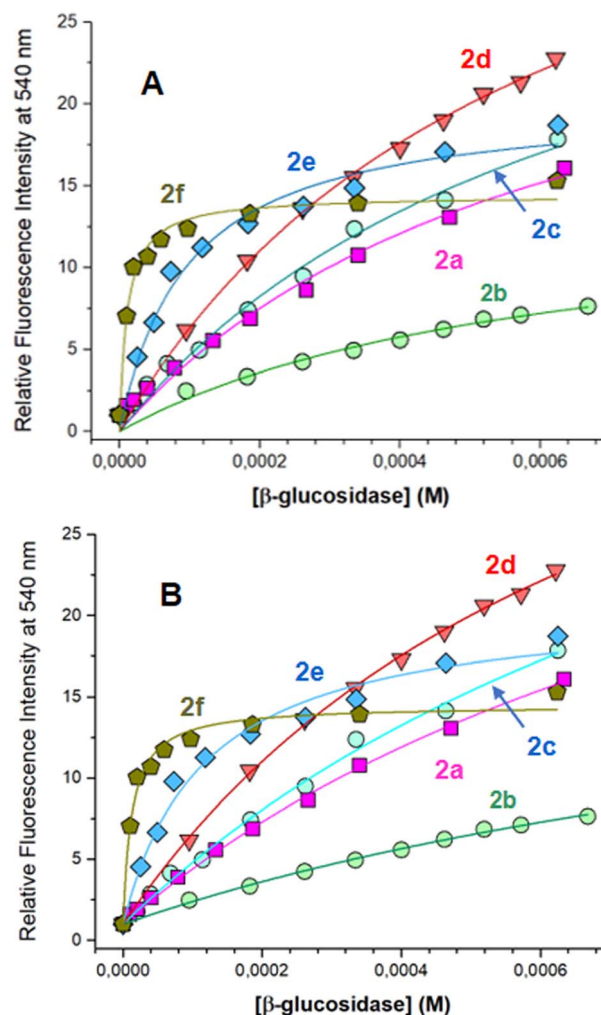 25
2d
A
20
2e
15
2f
2c
10
2a
2b
5
0
Relative Fluorescence Intensity at 540 nm
0,0000
0,0002
0,0004
0,0006
[β-glucosidase] (M)
25
2d
B
20
2e
15
2f
2c
10
2a
2b
5
0
Relative Fluorescence Intensity at 540 nm
0,0000
0,0002
0,0004
0,0006
[β-glucosidase] (M)